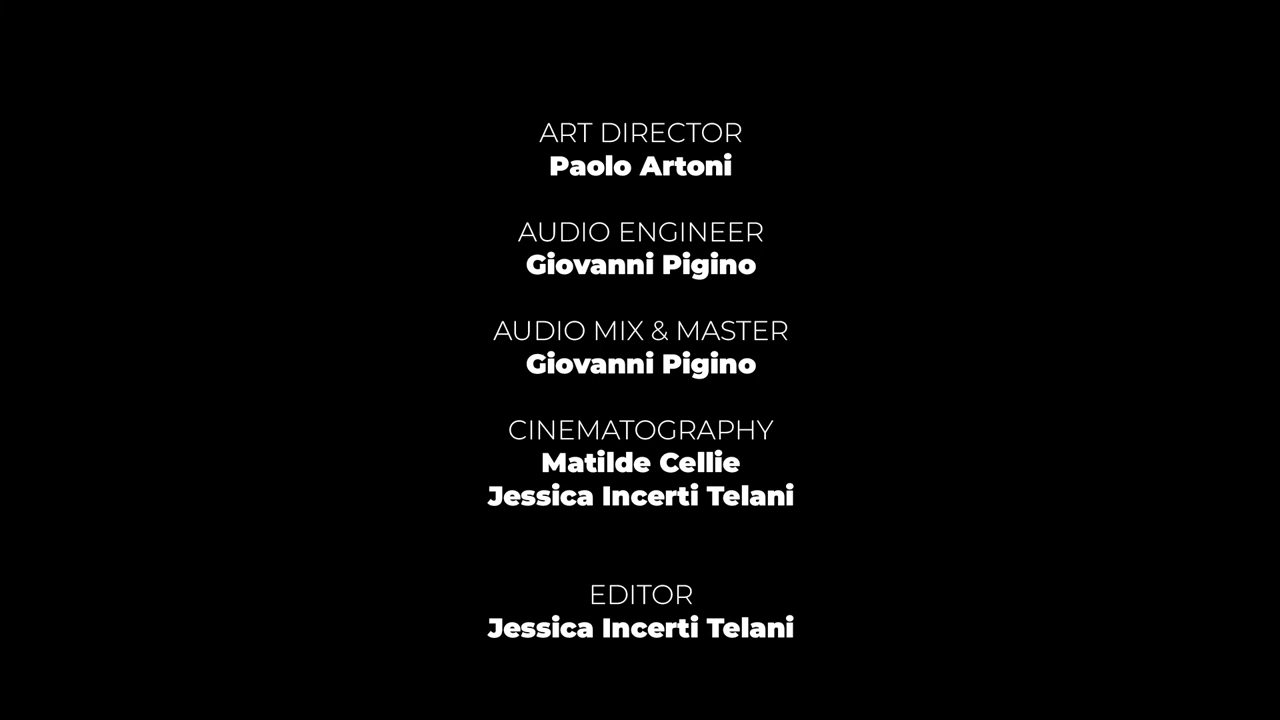 ART DIRECTOR
Paolo Artoni
AUDIO ENGINEER
Giovanni Pigino
AUDIO MIX & MASTER
Giovanni Pigino
CINEMATOGRAPHY
Matilde Cellie
Jessica Incerti Telani
EDITOR
Jessica Incerti Telani